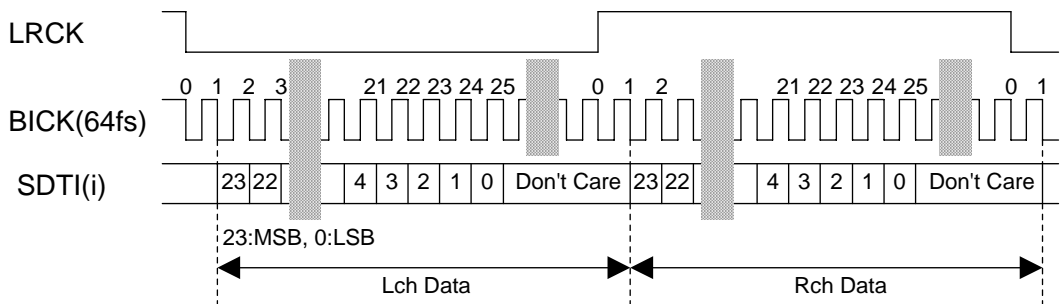 LRCK
0 1 2 3 21 22 23 24 25 0 1 2 21 22 23 24 25 0 1
BICK(64fs)
SDTI(i) 23 22 4 3 2 1 0 Don't Care 23 22 4 3 2 1 0 Don't Care
23:MSB, 0:LSB
Lch Data Rch Data